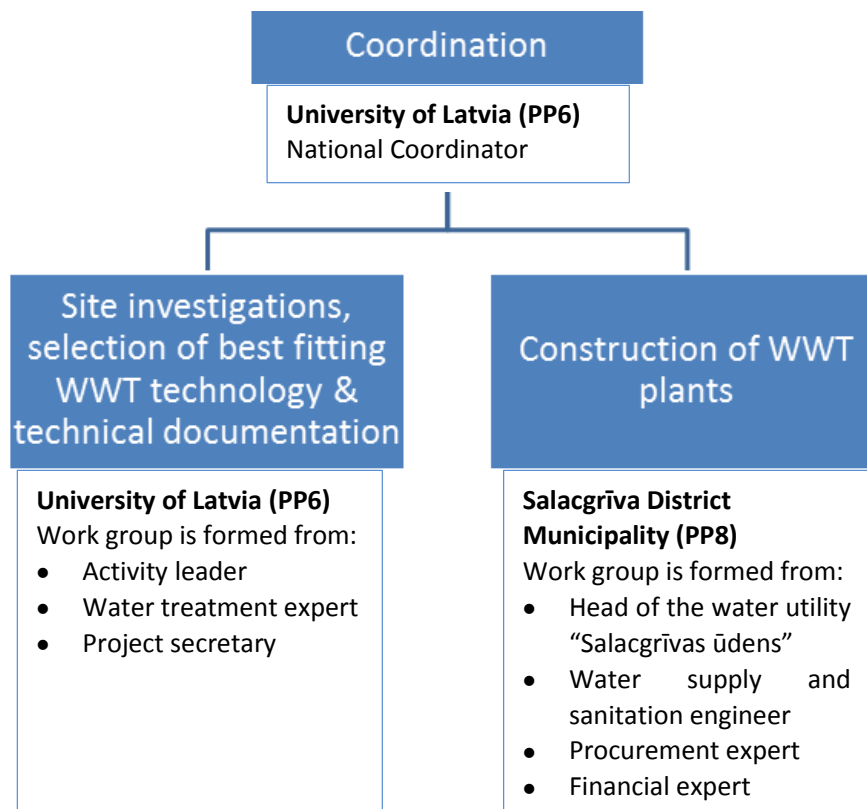 Coordination
University of Latvia (PP6)
National Coordinator
Site investigations,
selection of best fitting
WWT technology &
technical documentation
University of Latvia (PP6)
Work group is formed from:
• Activity leader
• Water treatment expert
• Project secretary
Construction of WWT
plants
Salacgrīva District
Municipality (PP8)
Work group is formed from:
• Head of the water utility
“Salacgrīvas ūdens”
• Water supply and
sanitation engineer
• Procurement expert
• Financial expert